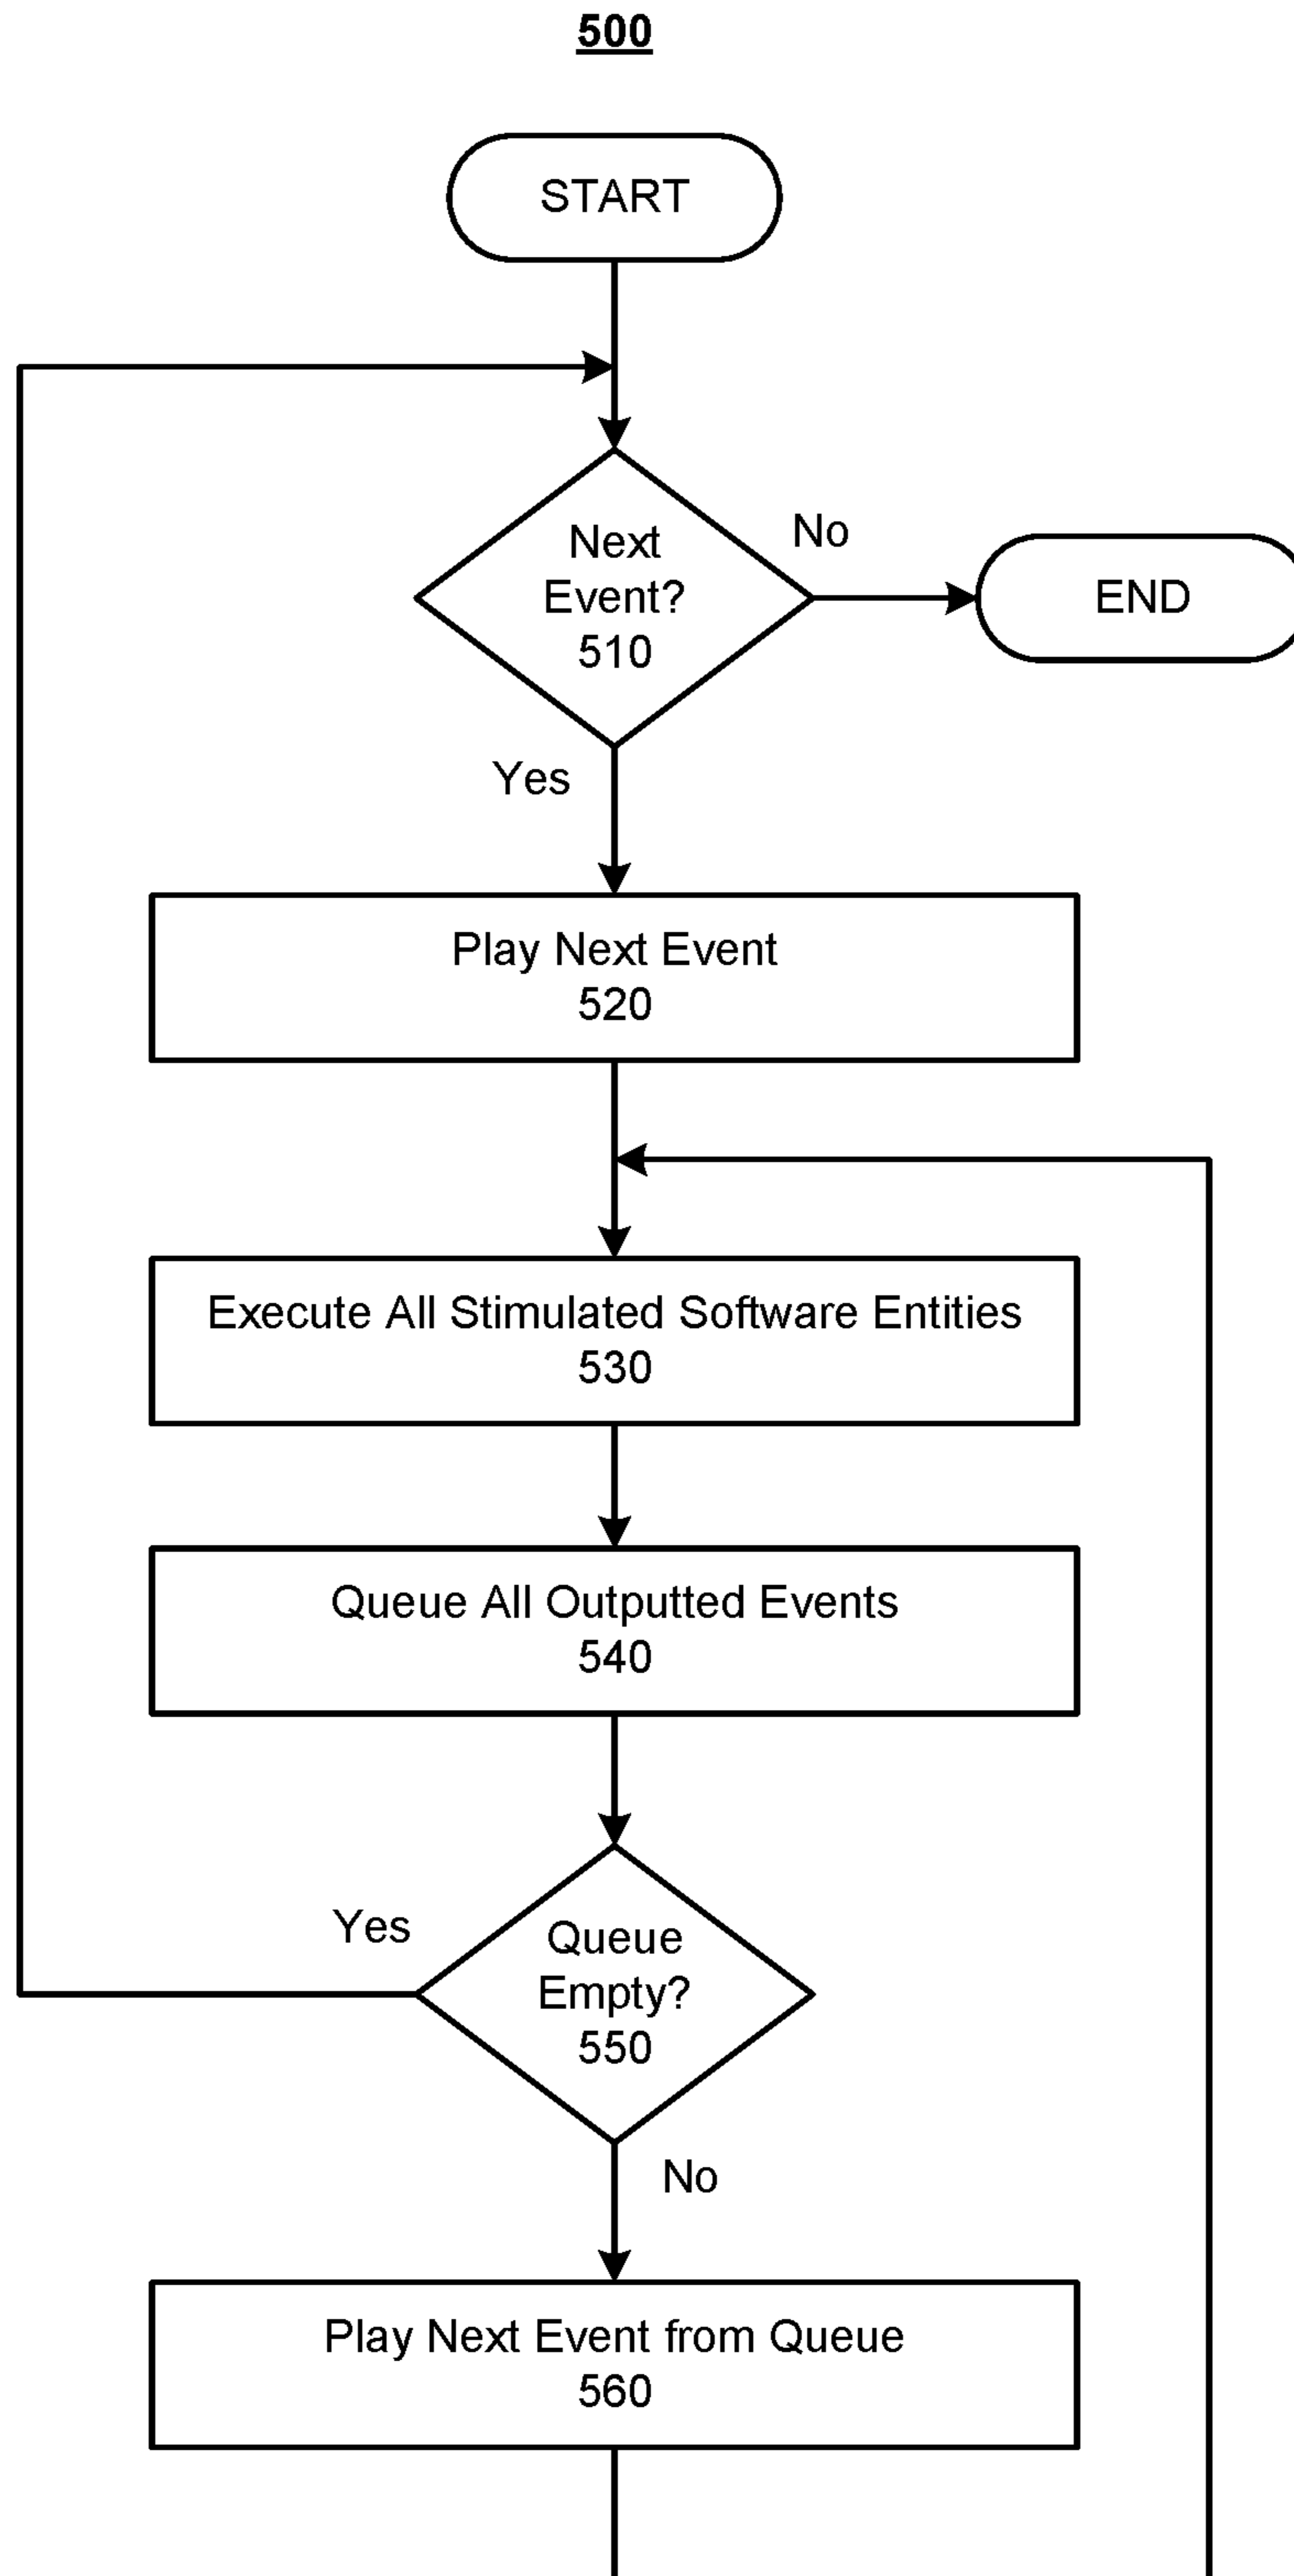 500
START
Next
Event?
510
No
END
Yes
Play Next Event
520
Execute All Stimulated Software Entities
530
Queue All Outputted Events
540
Yes
Queue
Empty?
550
No
Play Next Event from Queue
560